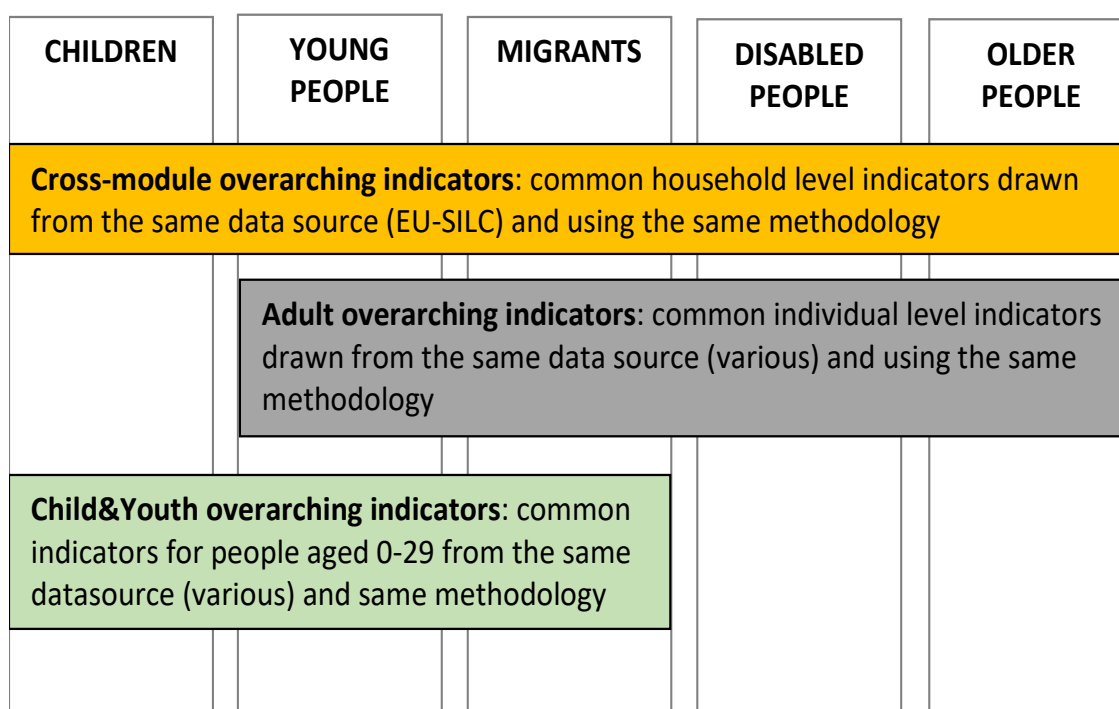 CHILDREN
YOUNG
PEOPLE
MIGRANTS
DISABLED
PEOPLE
OLDER
PEOPLE
Cross-module overarching indicators: common household level indicators drawn
from the same data source (EU-SILC) and using the same methodology
Adult overarching indicators: common individual level indicators
drawn from the same data source (various) and using the same
methodology
Child&Youth overarching indicators: common
indicators for people aged 0-29 from the same
datasource (various) and same methodology